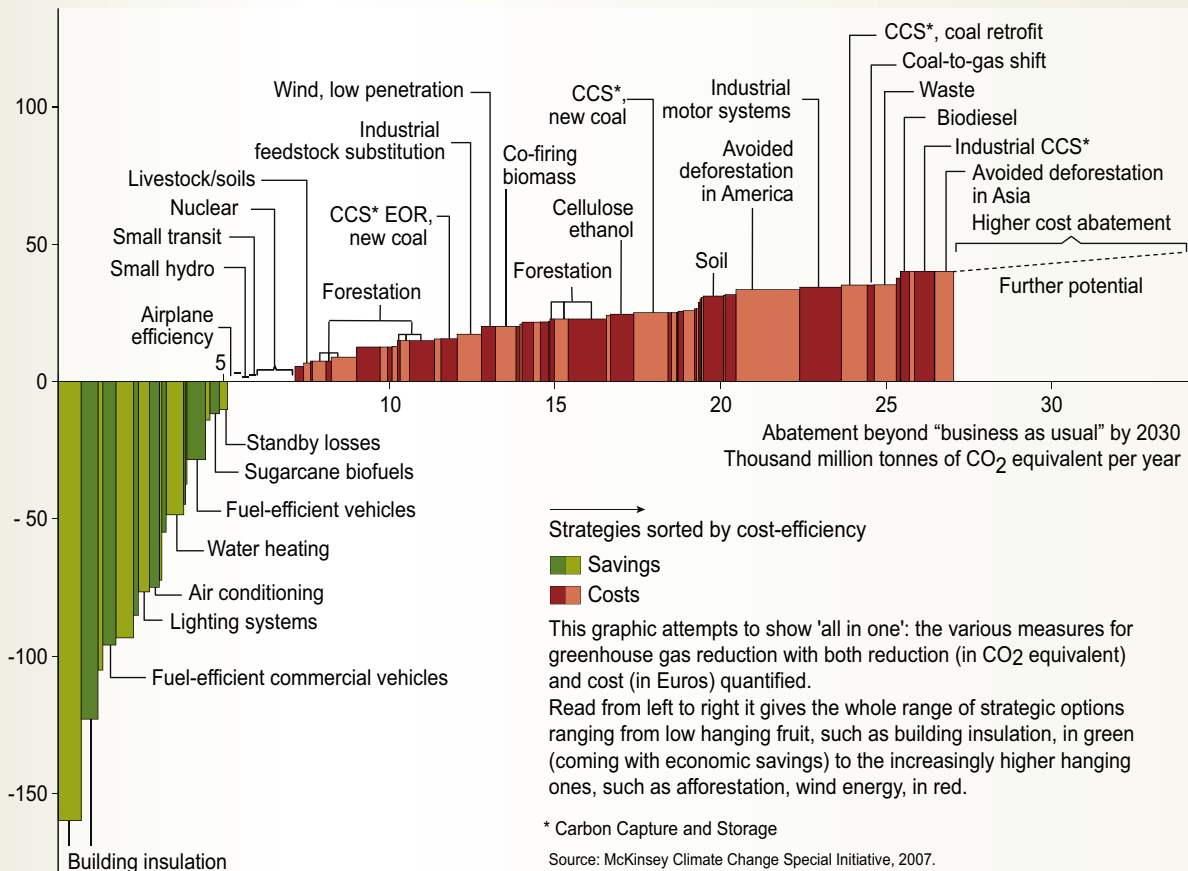 100
50
0
- 50
-100
-150
5
10
15
20
25
30
Building insulation
Fuel-efficient commercial vehicles
Lighting systems
Air conditioning
Water heating
Fuel-efficient vehicles
Sugarcane biofuels
Standby losses
Airplane
efficiency
Small hydro
Small transit
Nuclear
Livestock/soils
Forestation
CCS* EOR,
new coal
Industrial
feedstock substitution
Wind, low penetration
Co-firing
biomass
Forestation
Cellulose
ethanol
CCS*,
new coal
Soil
Avoided
deforestation
in America
Industrial
motor systems
CCS*, coal retrofit
Coal-to-gas shift
Waste
Biodiesel
Industrial CCS*
Avoided deforestation
in Asia
Higher cost abatement
Further potential
Abatement beyond “business as usual” by 2030
Thousand million tonnes of CO2 equivalent per year
Strategies sorted by cost-efficiency
Savings
Costs
This graphic attempts to show 'all in one': the various measures for
greenhouse gas reduction with both reduction (in CO2 equivalent)
and cost (in Euros) quantified.
Read from left to right it gives the whole range of strategic options
ranging from low hanging fruit, such as building insulation, in green
(coming with economic savings) to the increasingly higher hanging
ones, such as afforestation, wind energy, in red.
* Carbon Capture and Storage
Source: McKinsey Climate Change Special Initiative, 2007.